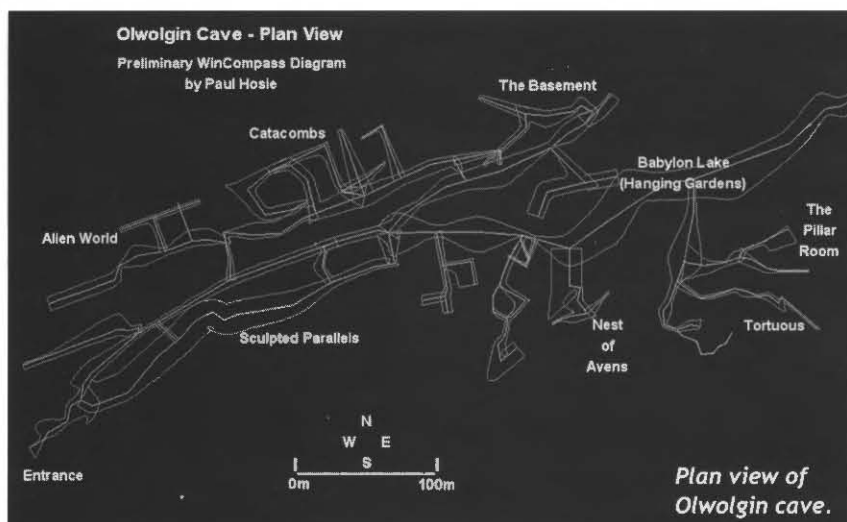 Olwolgin Cave - Plan View
Preliminary WinCompass Diagram
by Paul Hosie
The Basement
Catacombs
Babylon Lake
(Hanging Gardens)
The
Pillar
Room
Alien World
Sculpted Parallels
Nest
of
Avens
Tortuous
N
W E
S
0m 100m
Entrance
Plan view of
Olwolgin cave.